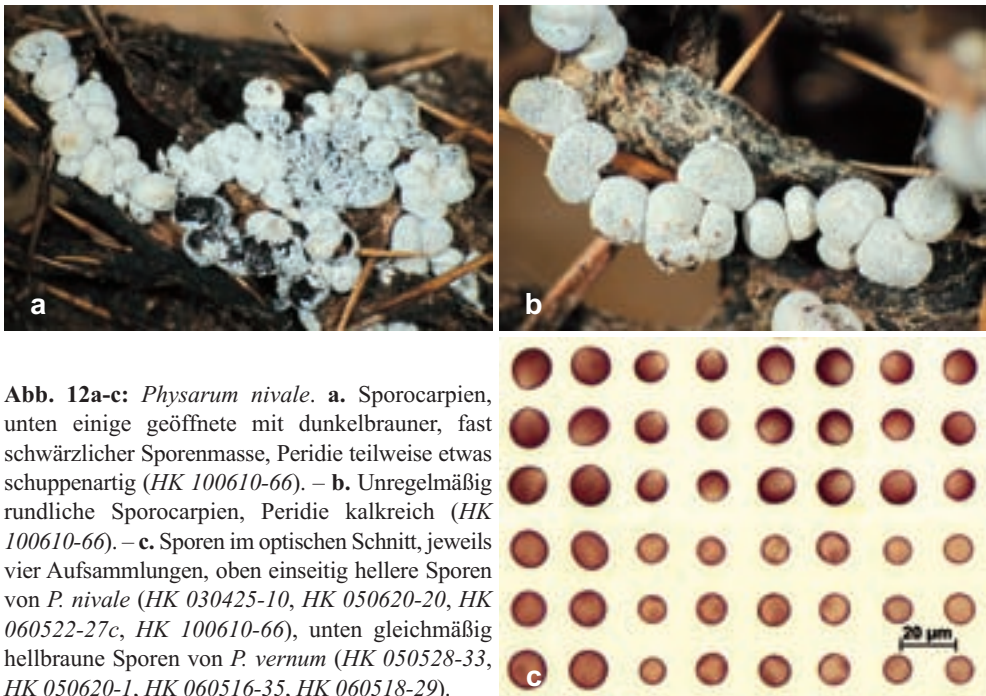 a
b
Abb. 12a-c: Physarum nivale. a. Sporocarpien,
unten einige geöffnete mit dunkelbrauner, fast
schwärzlicher Sporenmasse, Peridie teilweise etwas
schuppenartig (HK 100610-66). – b. Unregelmäßig
rundliche Sporocarpien, Peridie kalkreich (HK
100610-66). – c. Sporen im optischen Schnitt, jeweils
vier Aufsammlungen, oben einseitig hellere Sporen
von P. nivale (HK 030425-10, HK 050620-20, HK
060522-27c, HK 100610-66), unten gleichmäßig
hellbraune Sporen von P. vernum (HK 050528-33,
HK 050620-1, HK 060516-35, HK 060518-29).
20 µm
c